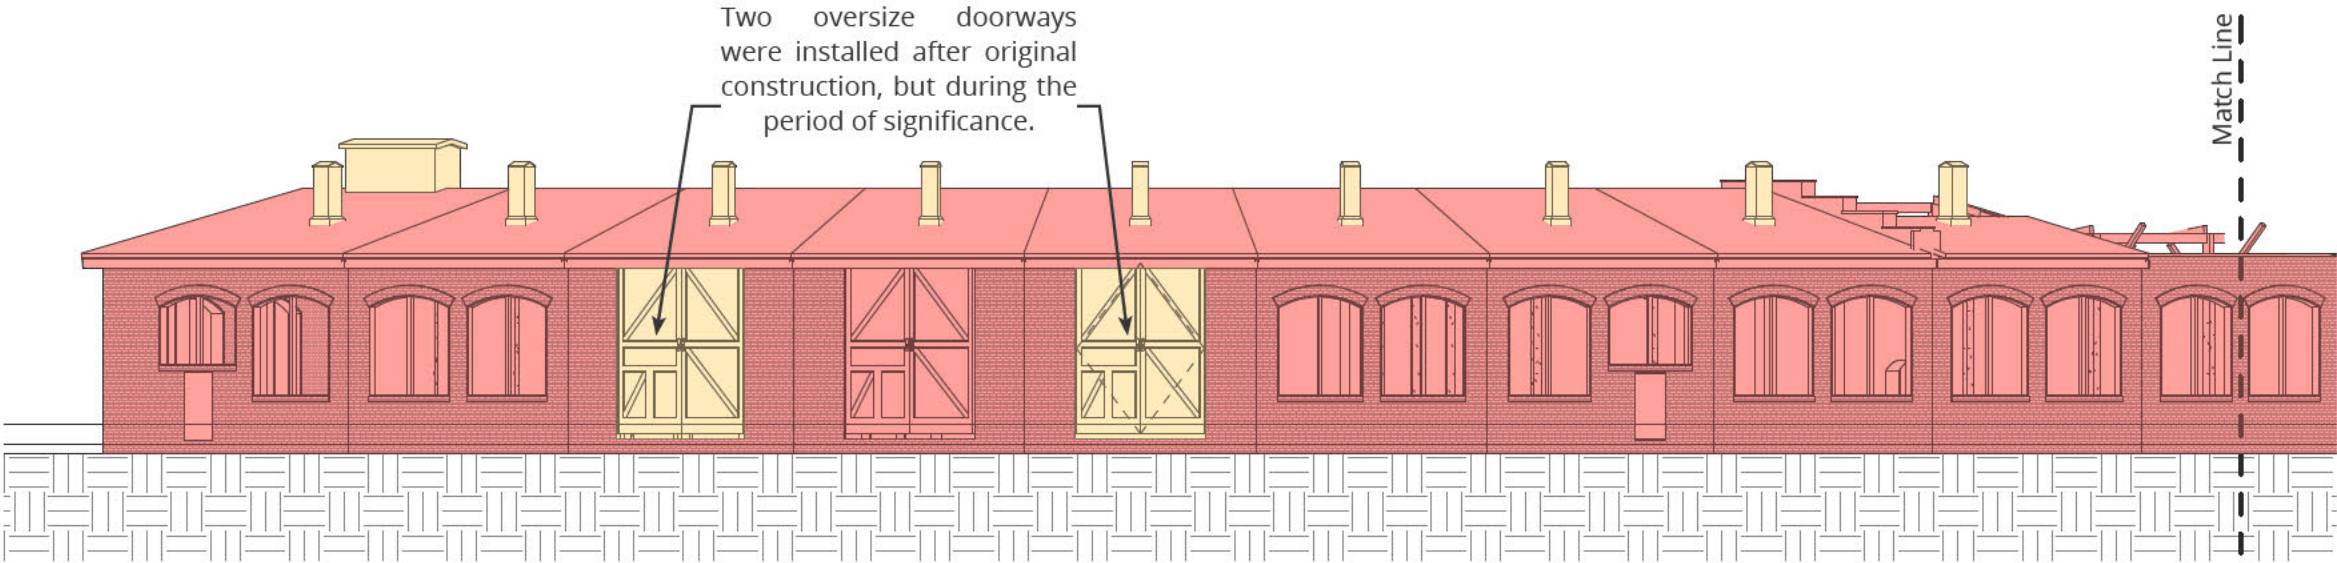 Two oversize doorways
were installed after original
construction, but during the
period of significance.
Match Line